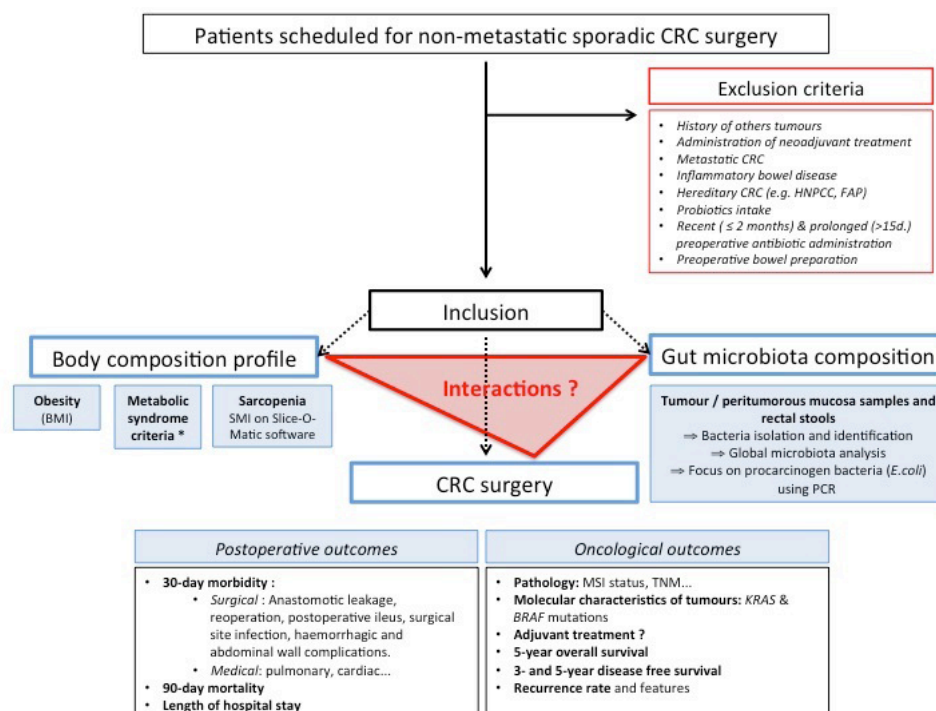 Patients scheduled for non-metastatic sporadic CRC surgery
Exclusion criteria
• History of others tumours
• Administration of neoadjuvant treatment
• Metastatic CRC
• Inflammatory bowel disease
• Hereditary CRC (e.g. HNPCC, FAP)
• Probiotics intake
• Recent ( ≤ 2 months) & prolonged (>15d.)
preoperative antibiotic administration
• Preoperative bowel preparation
Inclusion
Body composition profile
Gut microbiota composition
Interactions ?
Obesity
(BMI)
Metabolic
syndrome
criteria *
Sarcopenia
SMI on Slice-O-
Matic software
Tumour / peritumorous mucosa samples and
rectal stools
⇒ Bacteria isolation and identification
⇒ Global microbiota analysis
⇒ Focus on procarcinogen bacteria (E.coli)
using PCR
CRC surgery
Postoperative outcomes
• 30-day morbidity :
• Surgical : Anastomotic leakage,
reoperation, postoperative ileus, surgical
site infection, haemorrhagic and
abdominal wall complications.
• Medical: pulmonary, cardiac...
• 90-day mortality
• Length of hospital stay
Oncological outcomes
• Pathology: MSI status, TNM...
• Molecular characteristics of tumours: KRAS &
BRAF mutations
• Adjuvant treatment ?
• 5-year overall survival
• 3- and 5-year disease free survival
• Recurrence rate and features